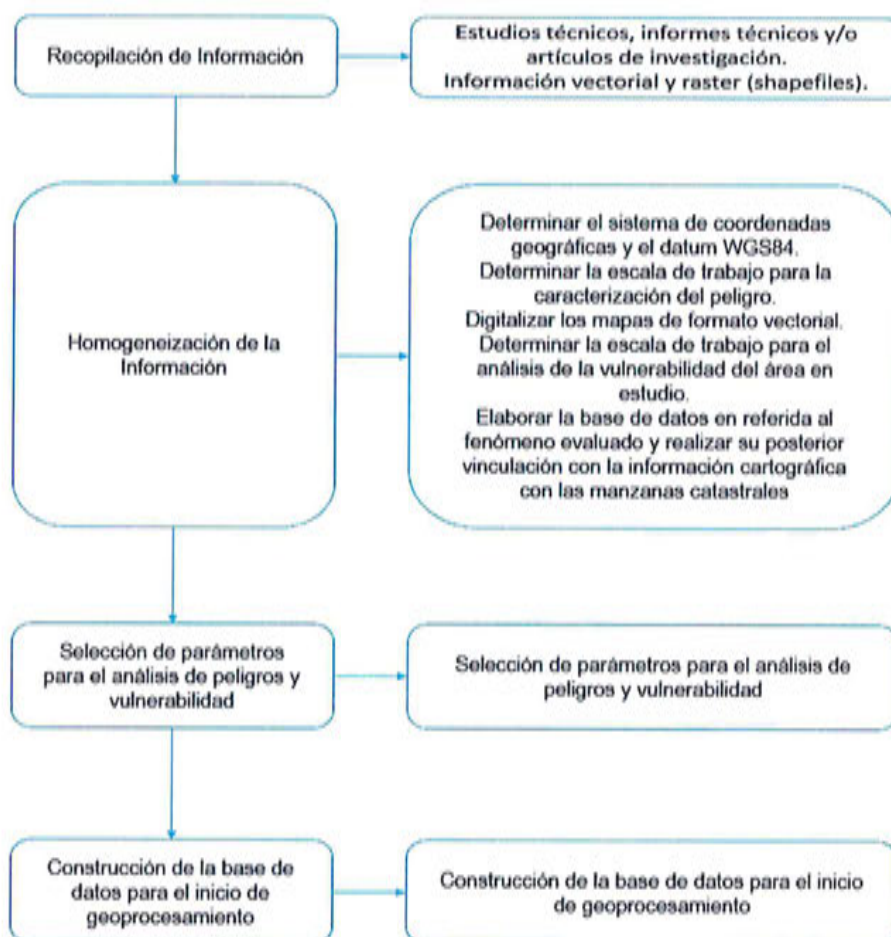 Recopilación de Información
Estudios técnicos, informes técnicos y/o
artículos de investigación.
Información vectorial y raster (shapefiles).
Homogeneización de la
Información
Determinar el sistema de coordenadas
geográficas y el datum WGS84.
Determinar la escala de trabajo para la
caracterización del peligro.
Digitalizar los mapas de formato vectorial.
Determinar la escala de trabajo para el
análisis de la vulnerabilidad del área en
estudio.
Elaborar la base de datos en referida al
fenómeno evaluado y realizar su posterior
vinculación con la información cartográfica
con las manzanas catastrales
Selección de parámetros
para el análisis de peligros y
vulnerabilidad
Selección de parámetros para el análisis de
peligros y vulnerabilidad
Construcción de la base de
datos para el inicio de
geoprocesamiento
Construcción de la base de datos para el inicio
de geoprocesamiento